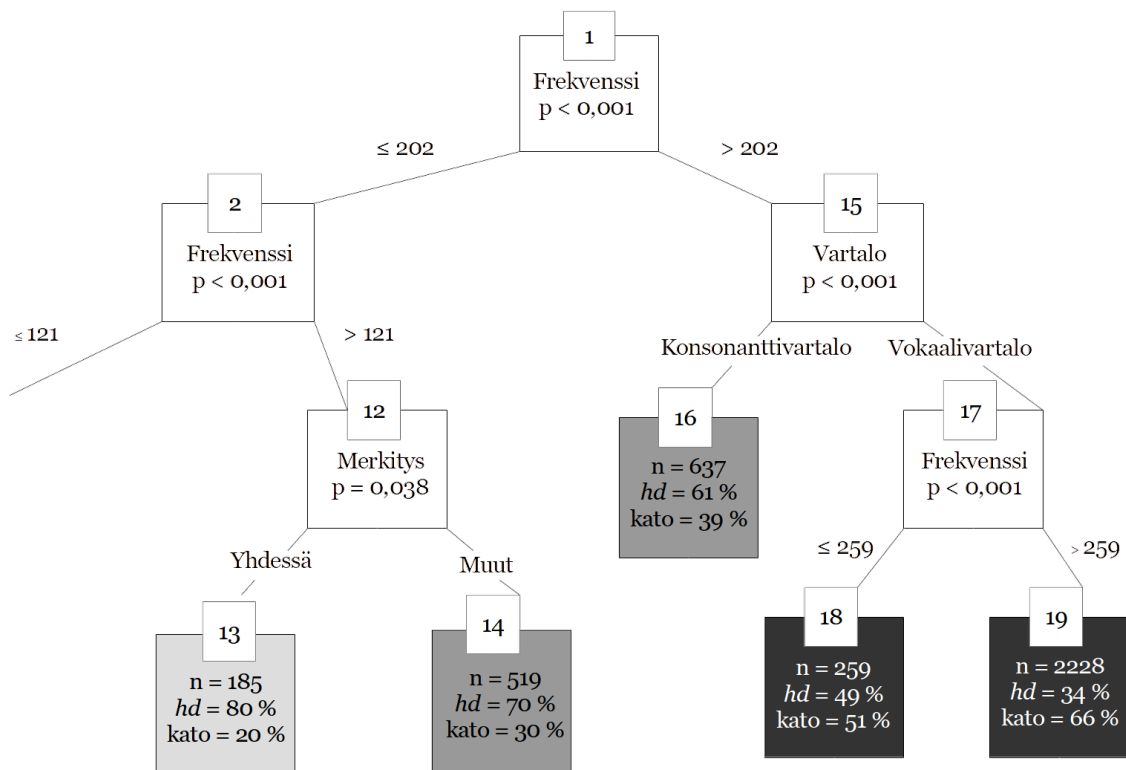 1
Frekvenssi
p < 0,001
≤ 202
> 202
2
Frekvenssi
p < 0,001
15
Vartalo
p < 0,001
≤ 121
> 121
Konsonanttivartalo
Vokaalivartalo
12
Merkitys
p = 0,038
16
n = 637
hd = 61 %
kato = 39 %
17
Frekvenssi
p < 0,001
Yhdessä
Muut
≤ 259
> 259
13
n = 185
hd = 80 %
kato = 20 %
14
n = 519
hd = 70 %
kato = 30 %
18
n = 259
hd = 49 %
kato = 51 %
19
n = 2228
hd = 34 %
kato = 66 %